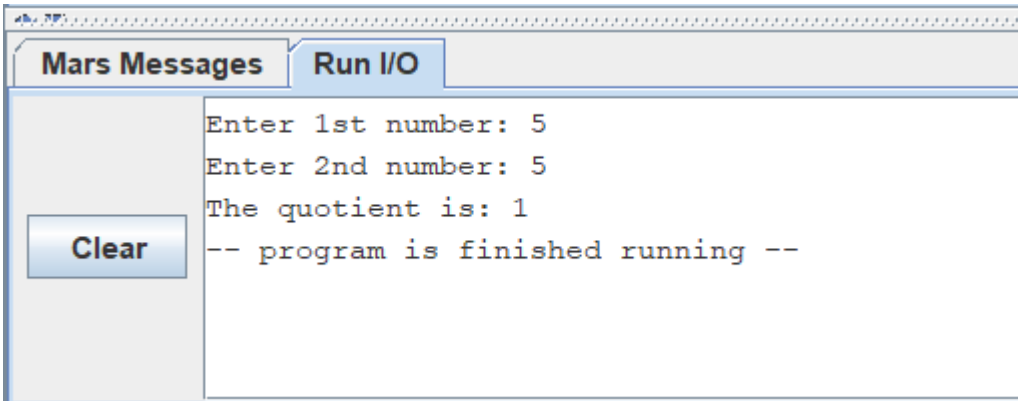 Mars Messages Run I/O
Enter 1st number: 5
Enter 2nd number: 5
The quotient is: 1
Clear
-- program is finished running --